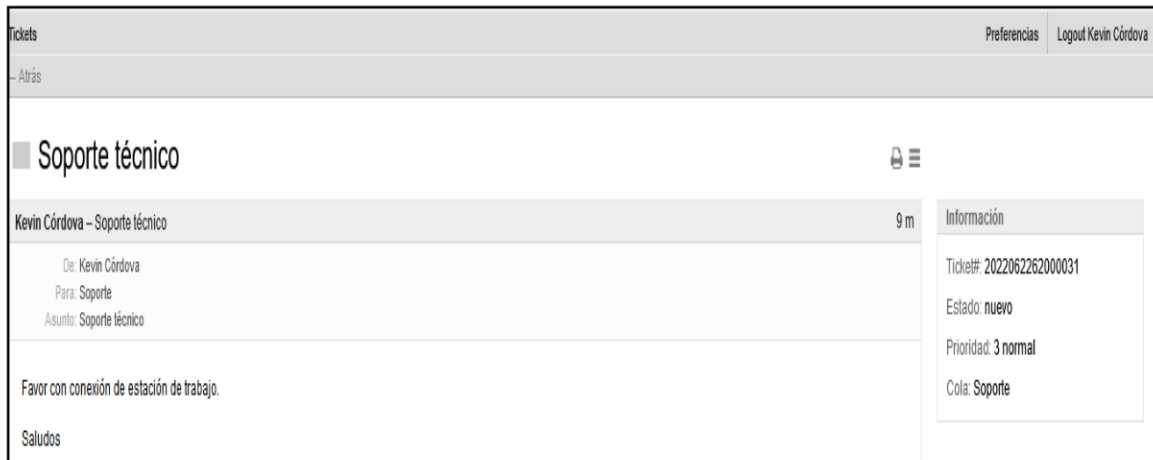 Tickets Preferencias Logout Kevin Córdova
– Atrás
Soporte técnico
Kevin Córdova – Soporte técnico 9 m
De: Kevin Córdova
Para: Soporte
Asunto: Soporte técnico
Favor con conexión de estación de trabajo.
Saludos
Información
Ticket#: 2022062262000031
Estado: nuevo
Prioridad: 3 normal
Cola: Soporte